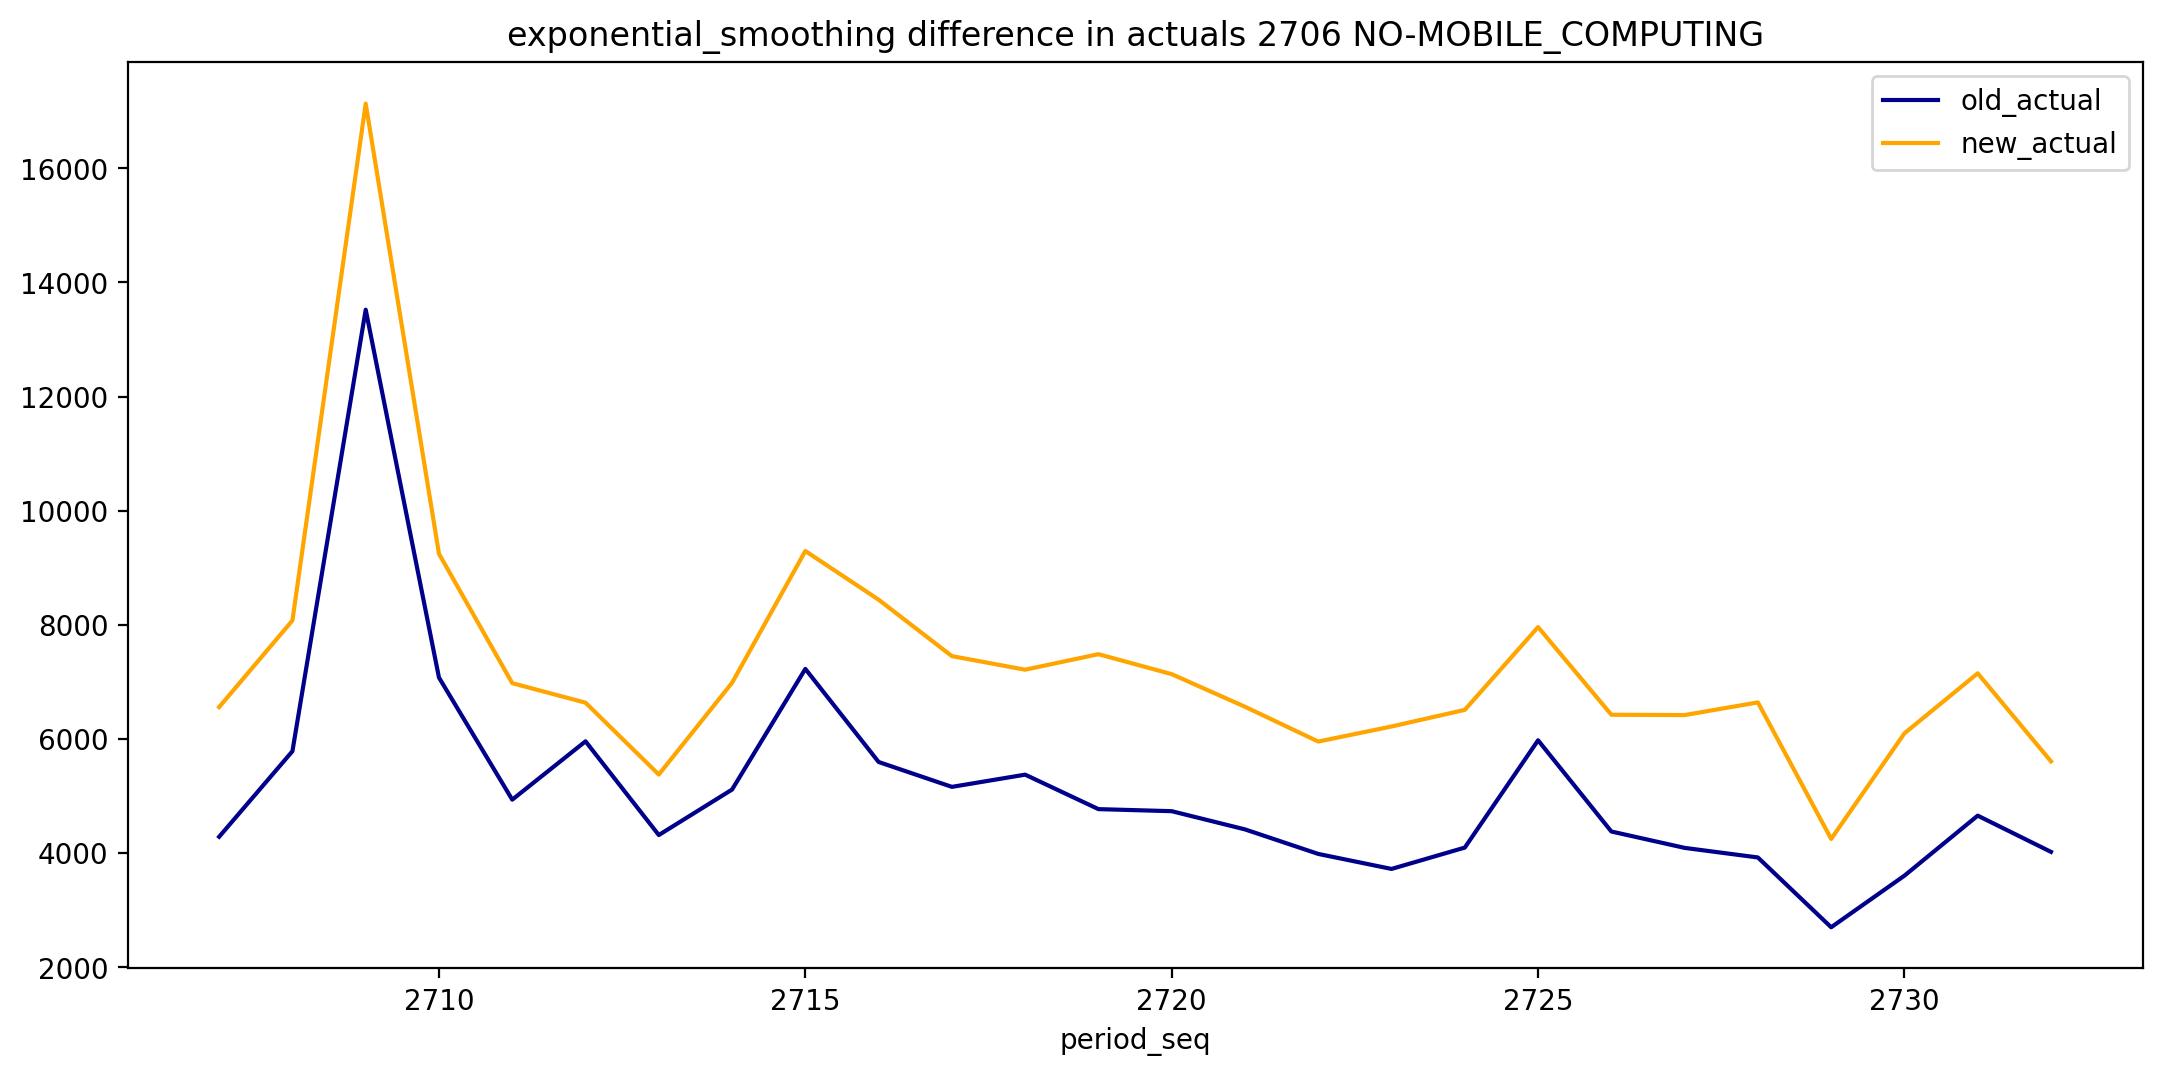 exponential_smoothing difference in actuals 2706 NO-MOBILE_COMPUTING
old_actual
new_actual
16000
14000
12000
10000
8000
6000
4000
2000
2710 2715 2720 2725 2730
period_seq